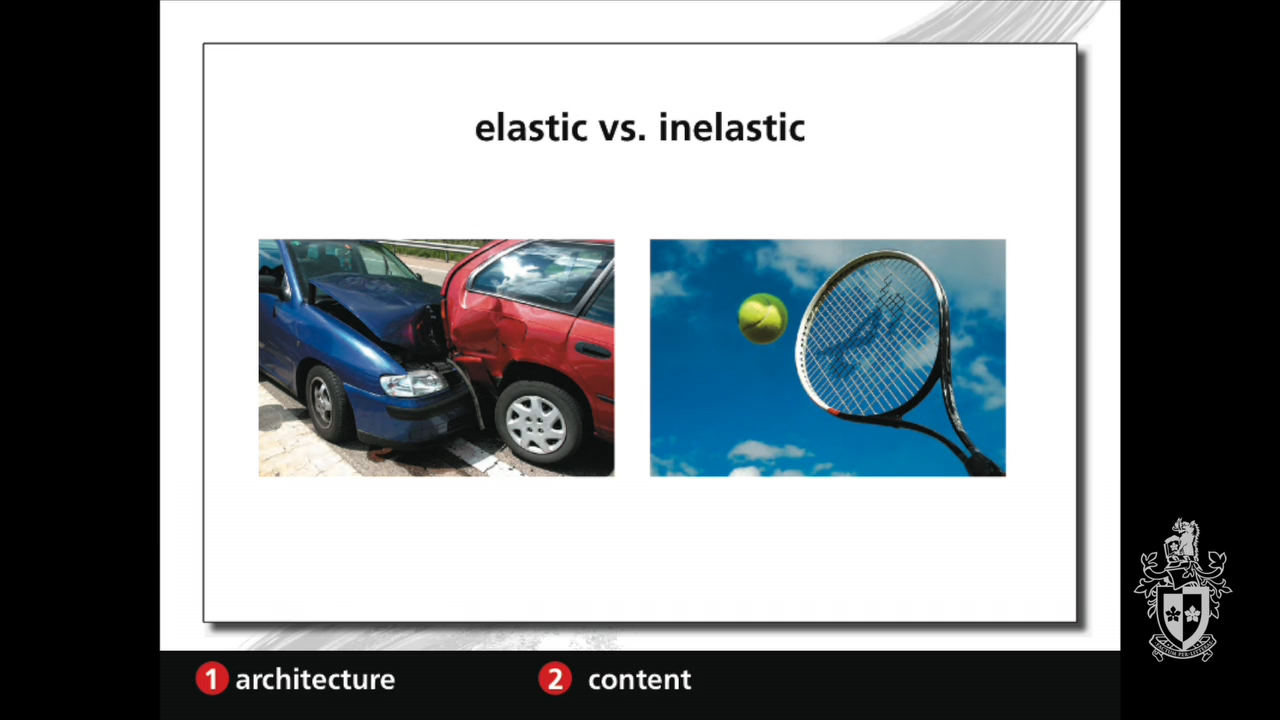 elastic vs. inelastic
1 architecture
2 content